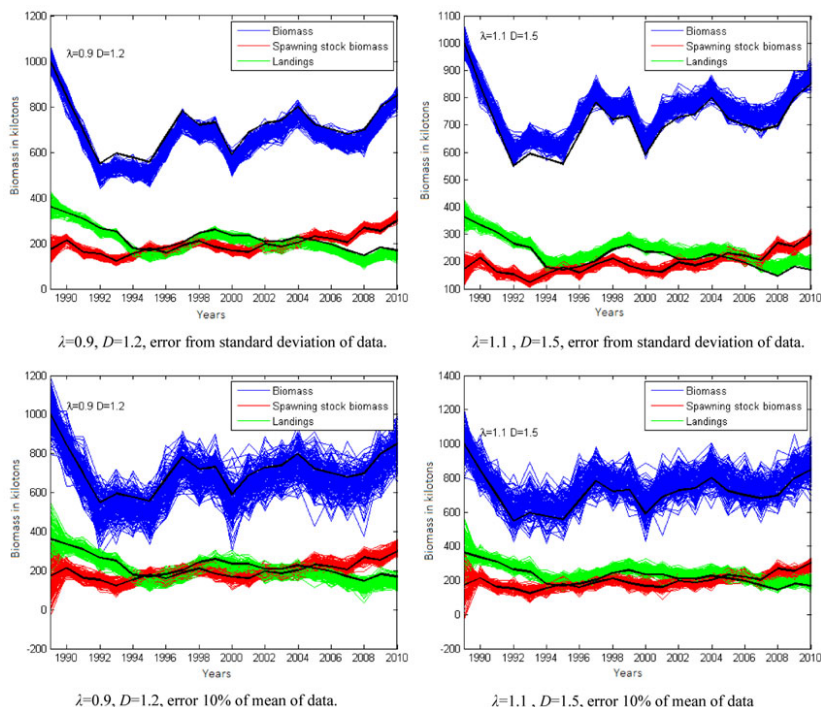 1200
1000
800
600
400
200
0
Biomass in kilotons
λ=0.9 D=1.2
Biomass
Spawning stock biomass
Landings
1990 1992 1994 1996 1998 2000 2002 2004 2006 2008 2010
Years
λ=0.9, D=1.2, error from standard deviation of data.
1100
1000
900
800
700
600
500
400
300
200
100
Biomass in kilotons
λ=1.1 D=1.5
Biomass
Spawning stock biomass
Landings
1990 1992 1994 1996 1998 2000 2002 2004 2006 2008 2010
Years
λ=1.1 , D=1.5, error from standard deviation of data.
1200
1000
800
600
400
200
0
-200
Biomass in kilotons
λ=0.9 D=1.2
Biomass
Spawning stock biomass
Landings
1990 1992 1994 1996 1998 2000 2002 2004 2006 2008 2010
Years
λ=0.9, D=1.2, error 10% of mean of data.
1400
1200
1000
800
600
400
200
0
-200
Biomass in kilotons
λ=1.1 D=1.5
Biomass
Spawning stock biomass
Landings
1990 1992 1994 1996 1998 2000 2002 2004 2006 2008 2010
Years
λ=1.1 , D=1.5, error 10% of mean of data